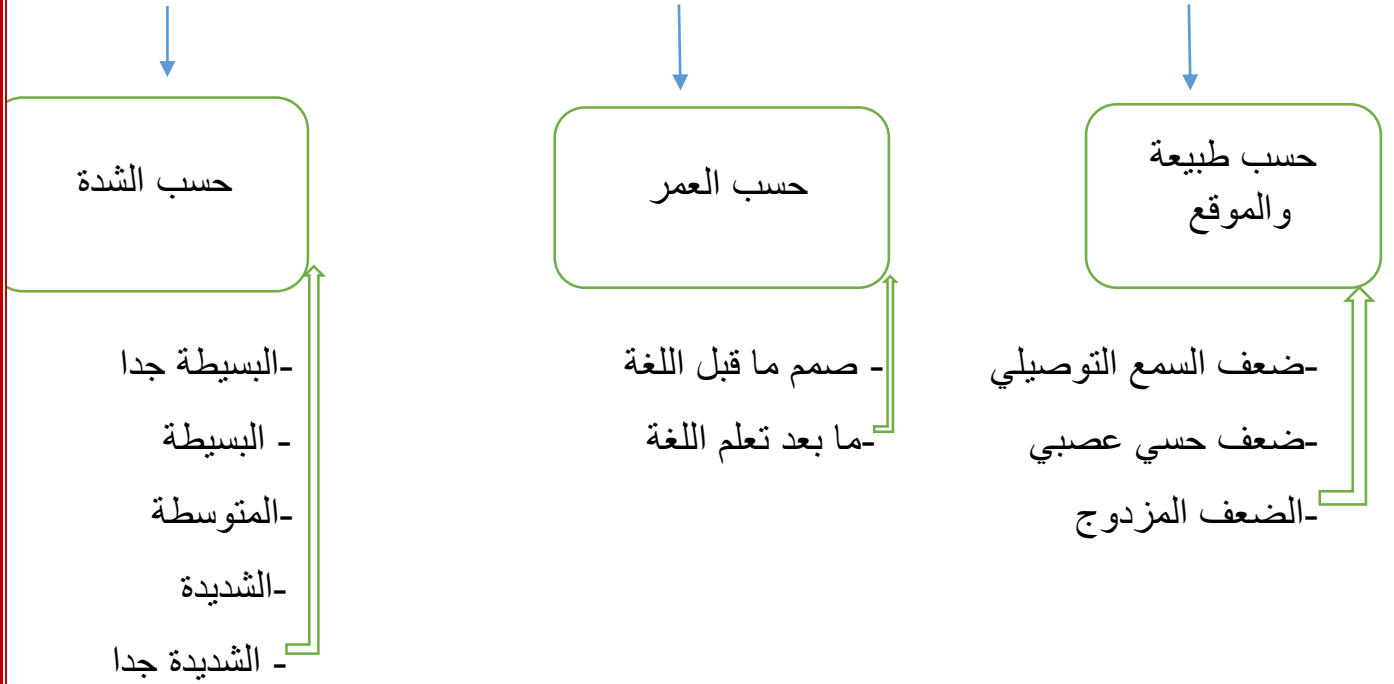 حسب طبيعة
والموقع
-ضعف السمع التوصيلي
-ضعف حسي عصبي
-الضعف المزدوج
حسب العمر
- صمم ما قبل اللغة
-ما بعد تعلم اللغة
حسب الشدة
-البسيطة جدا
- البسيطة
-المتوسطة
-الشديدة
- الشديدة جدا